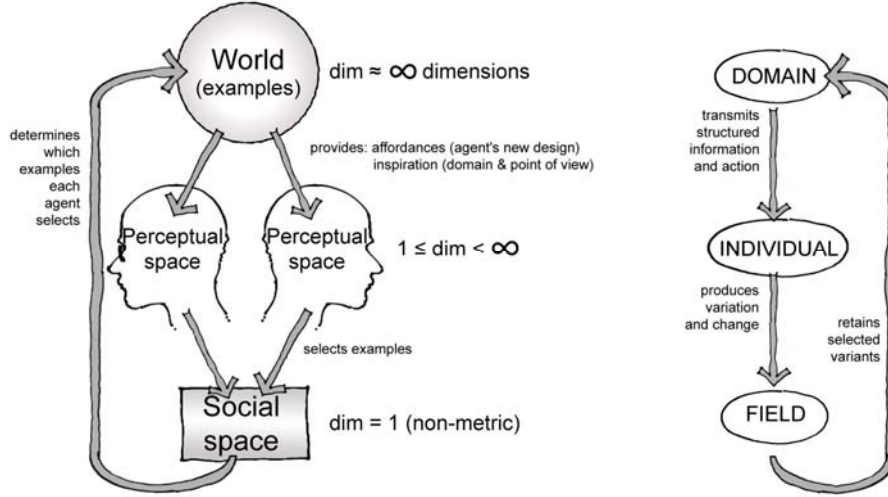 World
(examples)
dim ≈ ∞ dimensions
determines
which
examples
each
agent
selects
provides: affordances (agent's new design)
inspiration (domain & point of view)
Perceptual
space
Perceptual
space
1 ≤ dim < ∞
selects examples
Social
space
dim = 1 (non-metric)
DOMAIN
transmits
structured
information
and action
INDIVIDUAL
produces
variation
and change
retains
selected
variants
FIELD